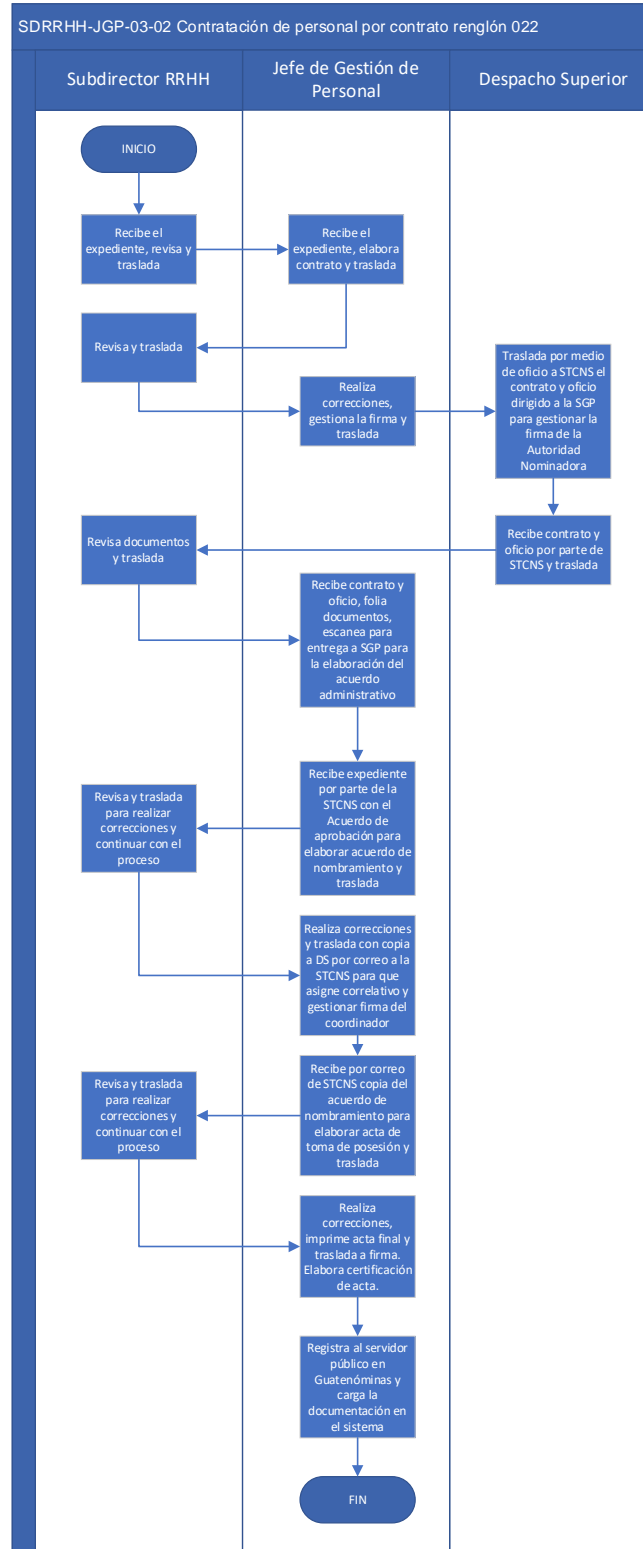 SDRRHH-JGP-03-02 Contratación de personal por contrato renglón 022
Subdirector RRHH
Jefe de Gestión de
Personal
Despacho Superior
INICIO
Recibe el
expediente, revisa y
traslada
Recibe el
expediente, elabora
contrato y traslada
Revisa y traslada
Realiza
correcciones,
gestiona la firma y
traslada
Traslada por medio
de oficio a STCNS el
contrato y oficio
dirigido a la SGP
para gestionar la
firma de la
Autoridad
Nominadora
Recibe contrato y
oficio por parte de
STCNS y traslada
Revisa documentos
y traslada
Recibe contrato y
oficio, folia
documentos,
escanea para
entrega a SGP para
la elaboración del
acuerdo
administrativo
Recibe expediente
por parte de la
STCNS con el
Acuerdo de
aprobación para
elaborar acuerdo de
nombramiento y
traslada
Revisa y traslada
para realizar
correcciones y
continuar con el
proceso
Realiza correcciones
y traslada con copia
a DS por correo a la
STCNS para que
asigne correlativo y
gestionar firma del
coordinador
Recibe por correo
de STCNS copia del
acuerdo de
nombramiento para
elaborar acta de
toma de posesión y
traslada
Revisa y traslada
para realizar
correcciones y
continuar con el
proceso
Realiza
correcciones,
imprime acta final y
traslada a firma.
Elabora certificación
de acta.
Registra al servidor
público en
Guatenóminas y
carga la
documentación en
el sistema
FIN